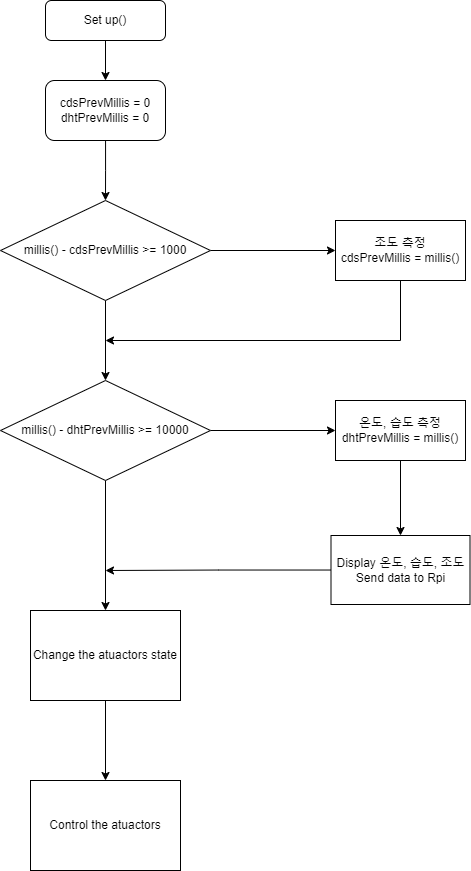 Set up()
cdsPrevMillis = 0
dhtPrevMillis = 0
millis() - cdsPrevMillis >= 1000
조도 측정
cdsPrevMillis = millis()
millis() - dhtPrevMillis >= 10000
온도, 습도 측정
dhtPrevMillis = millis()
Display 온도, 습도, 조도
Send data to Rpi
Change the atuactors state
Control the atuactors